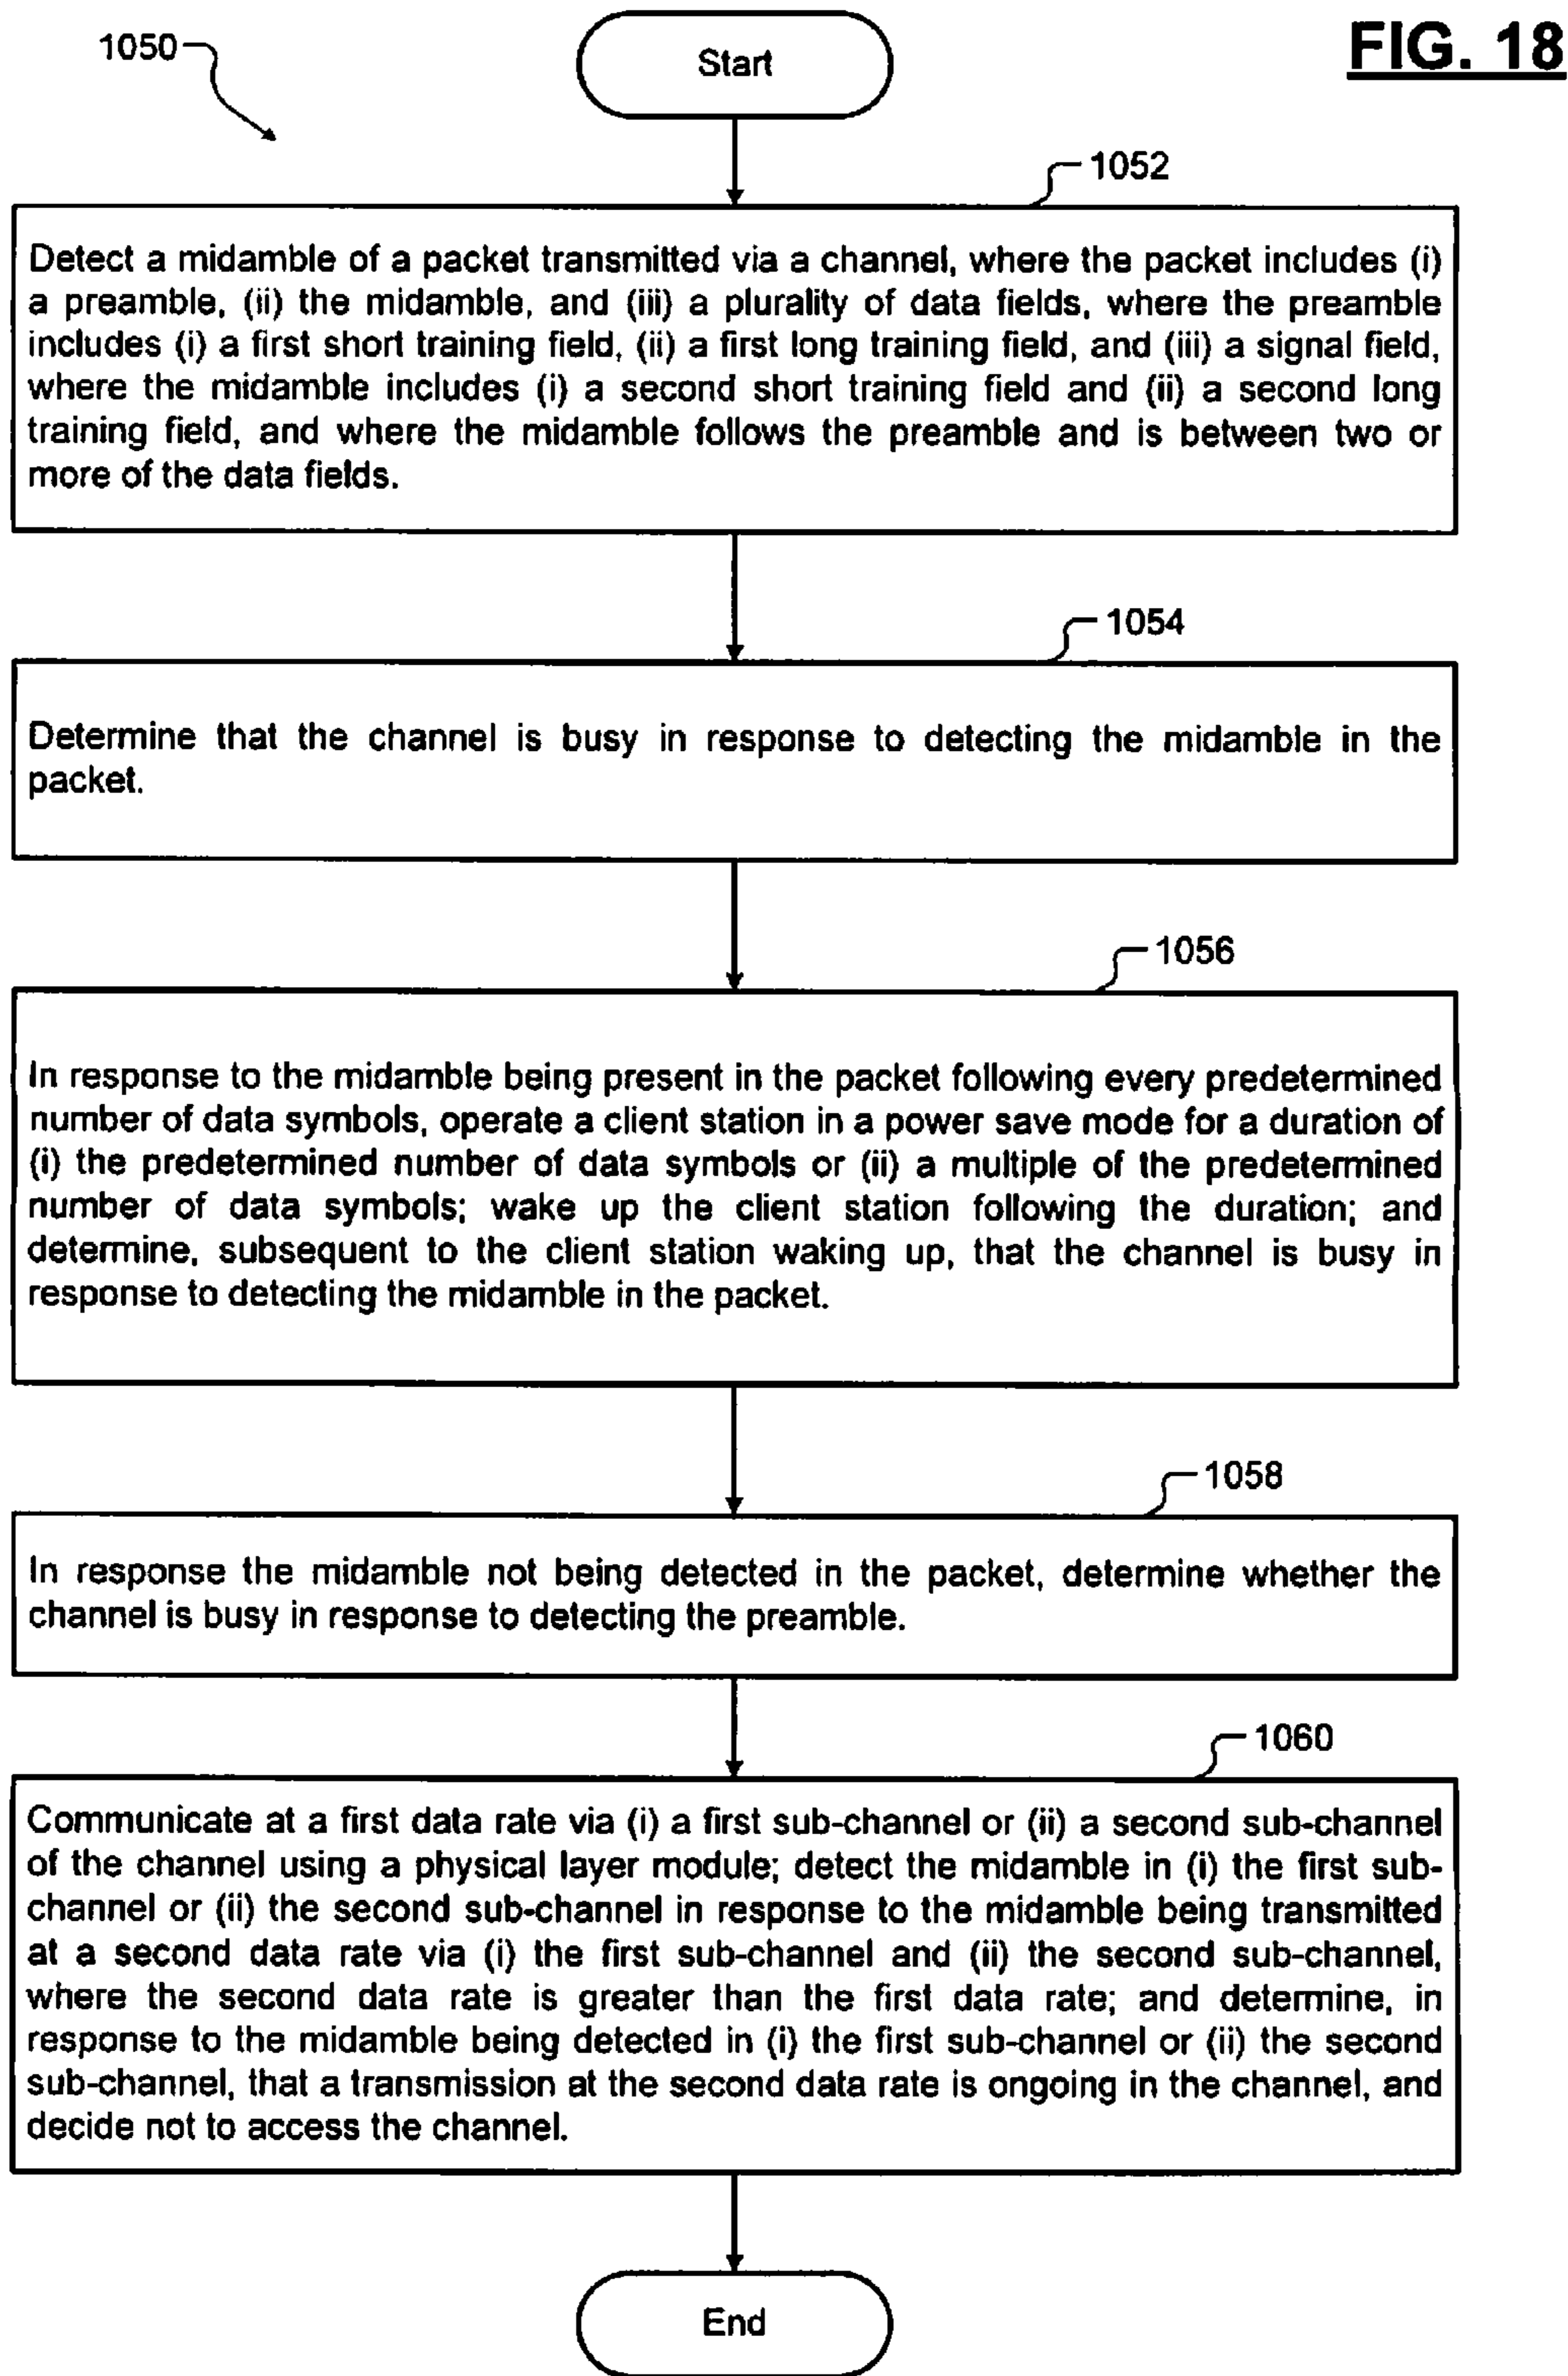 FIG. 18
1050
Start
1052
Detect a midamble of a packet transmitted via a channel, where the packet includes (i)
a preamble, (ii) the midamble, and (iii) a plurality of data fields, where the preamble
includes (i) a first short training field, (ii) a first long training field, and (iii) a signal field,
where the midamble includes (i) a second short training field and (ii) a second long
training field, and where the midamble follows the preamble and is between two or
more of the data fields.
1054
Determine that the channel is busy in response to detecting the midamble in the
packet.
1056
In response to the midamble being present in the packet following every predetermined
number of data symbols, operate a client station in a power save mode for a duration of
(i) the predetermined number of data symbols or (ii) a multiple of the predetermined
number of data symbols; wake up the client station following the duration; and
determine, subsequent to the client station waking up, that the channel is busy in
response to detecting the midamble in the packet.
1058
In response the midamble not being detected in the packet, determine whether the
channel is busy in response to detecting the preamble.
1060
Communicate at a first data rate via (i) a first sub-channel or (ii) a second sub-channel
of the channel using a physical layer module; detect the midamble in (i) the first sub-
channel or (ii) the second sub-channel in response to the midamble being transmitted
at a second data rate via (i) the first sub-channel and (ii) the second sub-channel,
where the second data rate is greater than the first data rate; and determine, in
response to the midamble being detected in (i) the first sub-channel or (ii) the second
sub-channel, that a transmission at the second data rate is ongoing in the channel, and
decide not to access the channel.
End